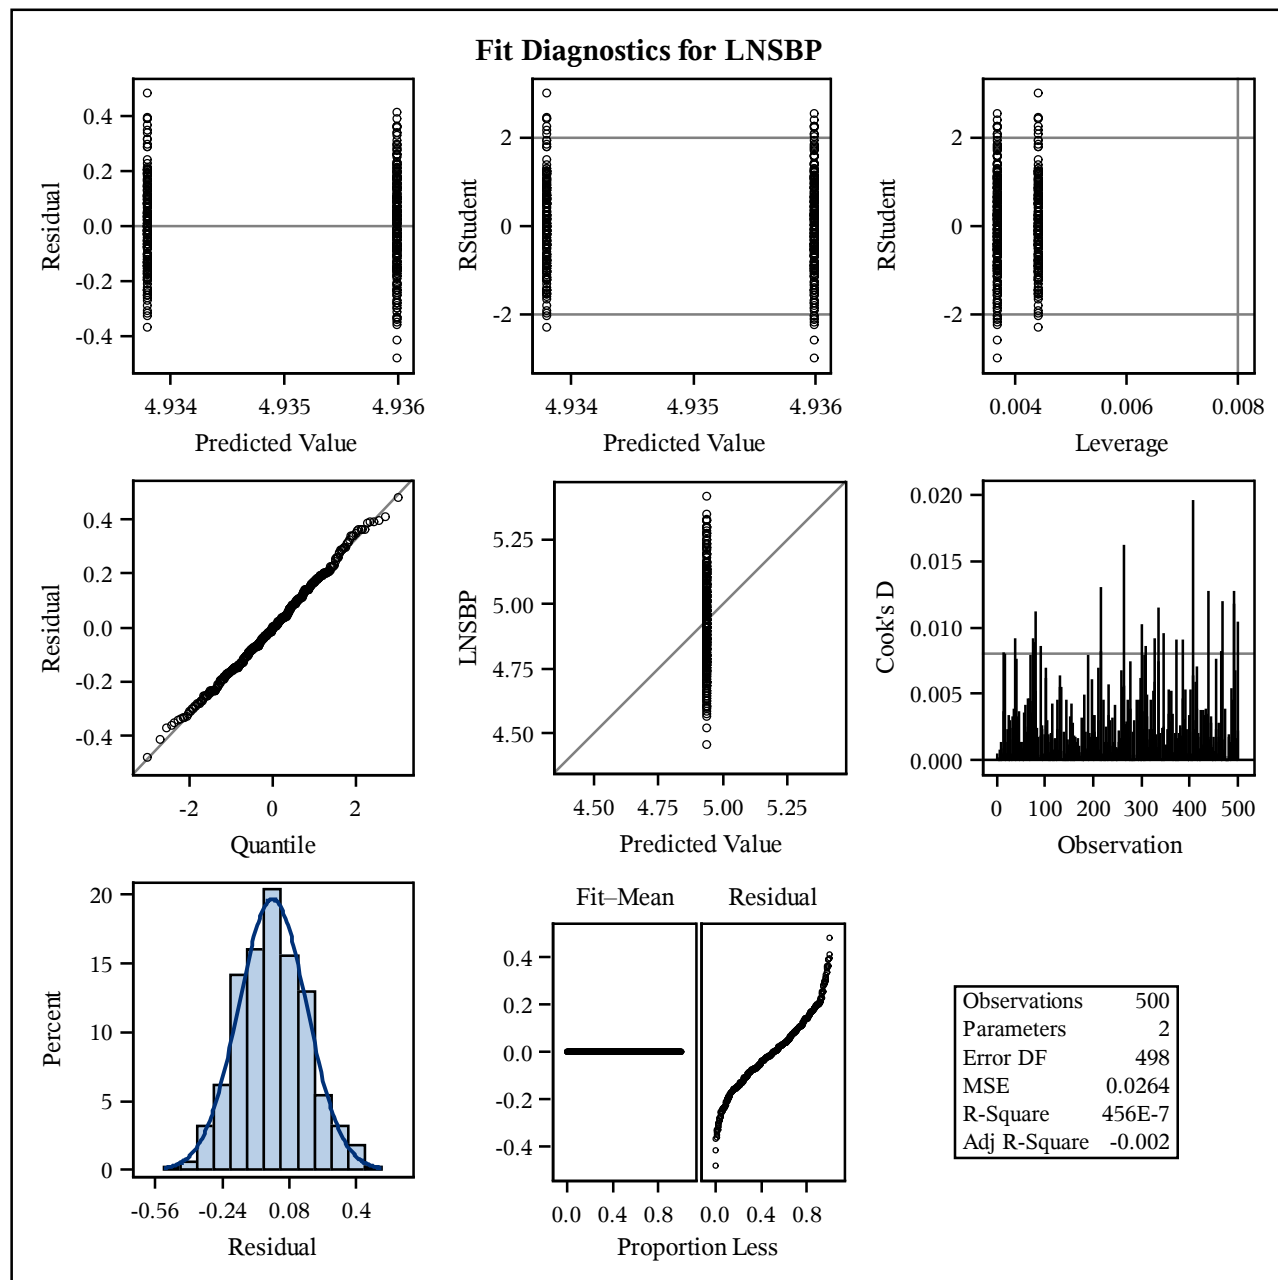 Fit Diagnostics for LNSBP
Residual
0.4
0.2
0.0
-0.2
-0.4
4.934 4.935 4.936
Predicted Value
RStudent
2
0
-2
4.934 4.935 4.936
Predicted Value
RStudent
2
0
-2
0.004 0.006 0.008
Leverage
Residual
0.4
0.2
0.0
-0.2
-0.4
-2 0 2
Quantile
LNSBP
5.25
5.00
4.75
4.50
4.50 4.75 5.00 5.25
Predicted Value
Cook's D
0.020
0.015
0.010
0.005
0.000
0 100 200 300 400 500
Observation
Percent
20
15
10
5
0
-0.56 -0.24 0.08 0.4
Residual
Fit–Mean Residual
0.4
0.2
0.0
-0.2
-0.4
0.0 0.4 0.8 0.0 0.4 0.8
Proportion Less
Observations 500
Parameters 2
Error DF 498
MSE 0.0264
R-Square 456E-7
Adj R-Square -0.002